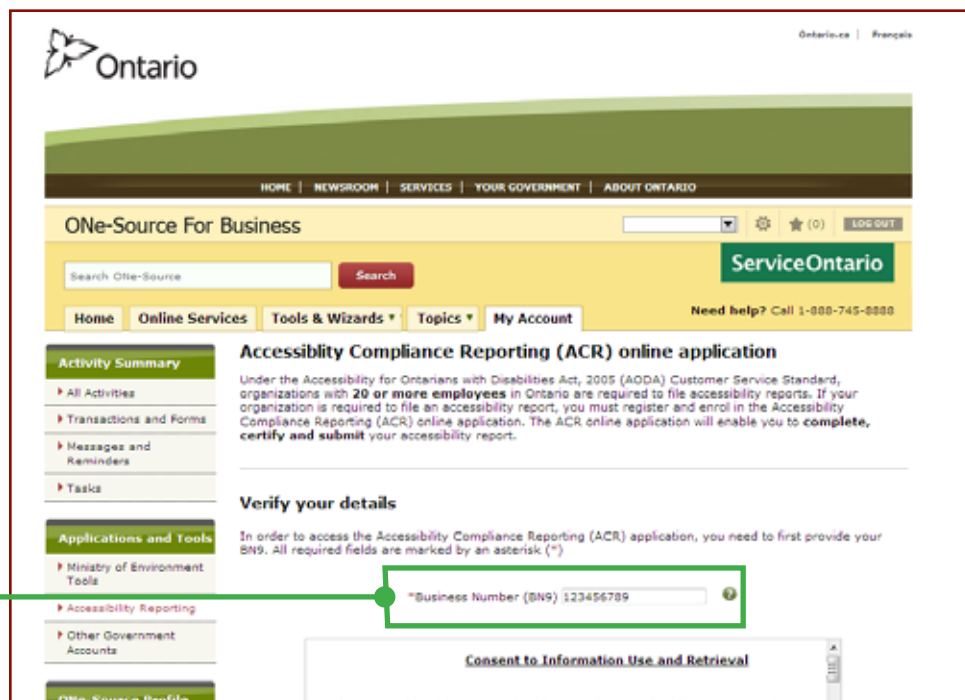 Ontario
Ontario.ca | Français
HOME | NEWSROOM | SERVICES | YOUR GOVERNMENT | ABOUT ONTARIO
ONe-Source For Business
(0) LOG OUT
Search ONe-Source
Search
ServiceOntario
Home Online Services Tools & Wizards Topics My Account
Need help? Call 1-888-745-8888
Activity Summary
All Activities
Transactions and Forms
Messages and
Reminders
Tasks
Applications and Tools
Ministry of Environment
Tools
Accessibility Reporting
Other Government
Accounts
ONe-Source Profile
Accessiblity Compliance Reporting (ACR) online application
Under the Accessibility for Ontarians with Disabilities Act, 2005 (AODA) Customer Service Standard,
organizations with 20 or more employees in Ontario are required to file accessibility reports. If your
organization is required to file an accessibility report, you must register and enrol in the Accessibility
Compliance Reporting (ACR) online application. The ACR online application will enable you to complete,
certify and submit your accessibility report.
Verify your details
In order to access the Accessibility Compliance Reporting (ACR) application, you need to first provide your
BN9. All required fields are marked by an asterisk (*)
*Business Number (BN9) 123456789
Consent to Information Use and Retrieval